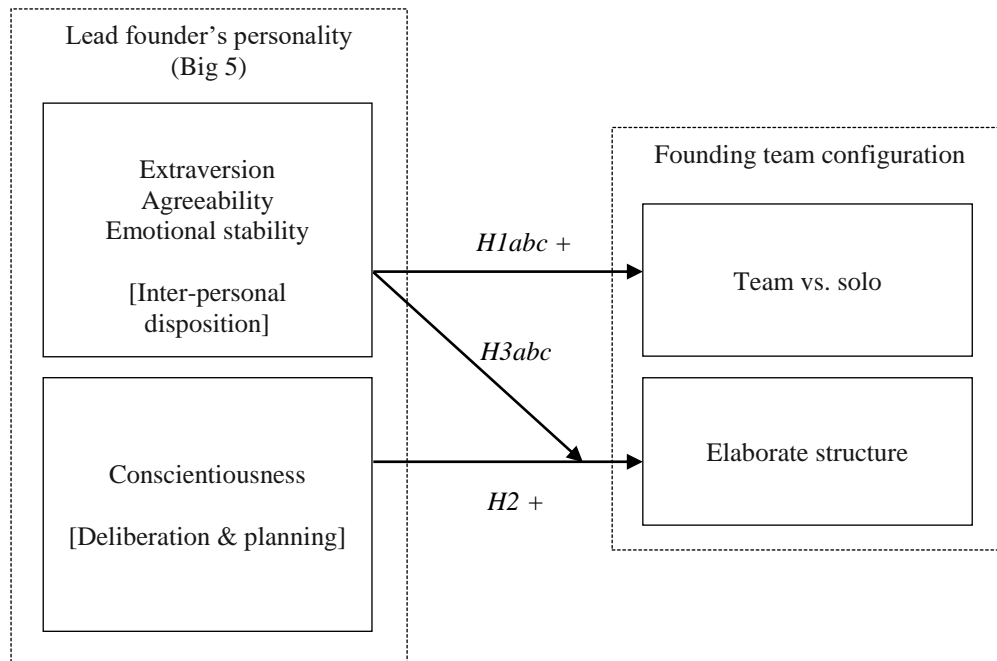 Lead founder's personality
(Big 5)
Extraversion
Agreeability
Emotional stability
[Inter-personal
disposition]
Conscientiousness
[Deliberation & planning]
H1abc +
H3abc
H2 +
Founding team configuration
Team vs. solo
Elaborate structure